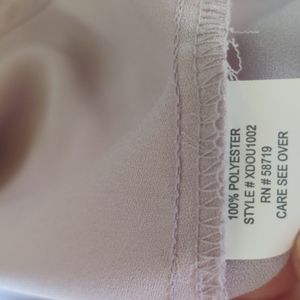 100% POLYESTER
STYLE # XDOU1002
RN # 58719
CARE SEE OVER